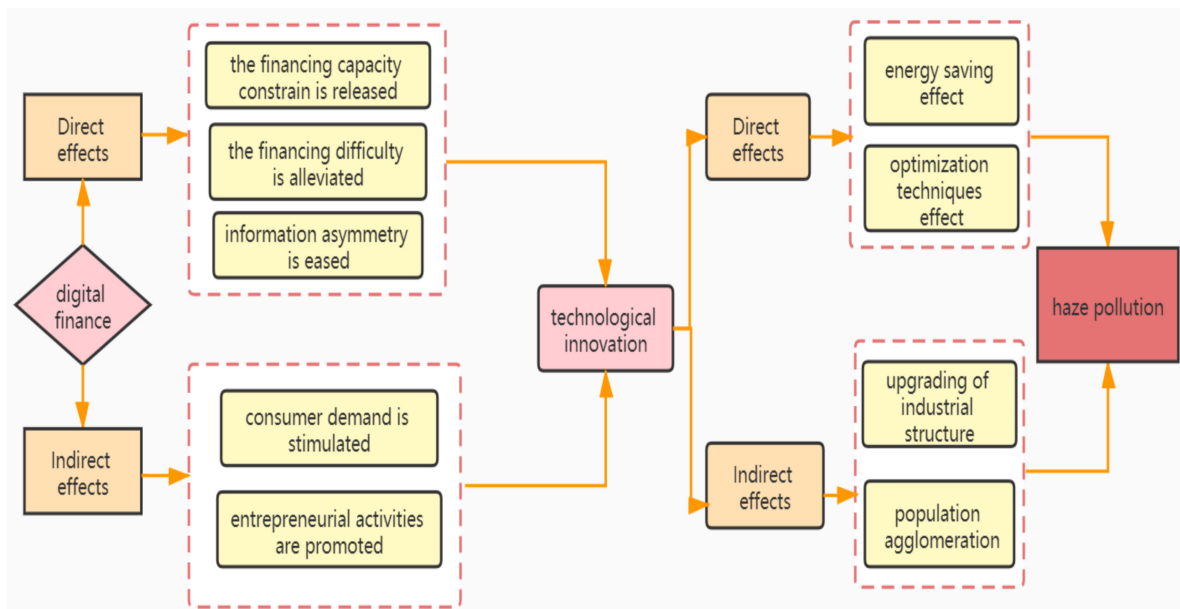 Direct
effects
digital
finance
Indirect
effects
the financing capacity
constrain is released
the financing difficulty
is alleviated
information asymmetry
is eased
consumer demand is
stimulated
entrepreneurial activities
are promoted
technological
innovation
Direct
effects
Indirect
effects
energy saving
effect
optimization
techniques
effect
upgrading of
industrial
structure
population
agglomeration
haze pollution